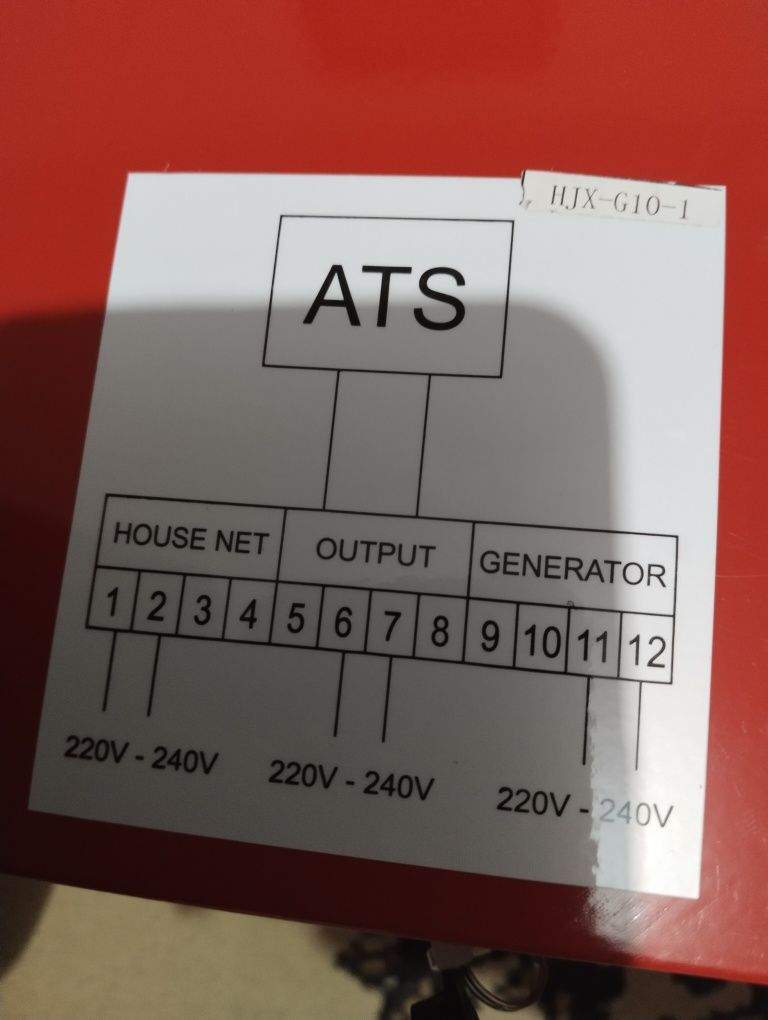 HJX-G10-1
ATS
HOUSE NET OUTPUT GENERATOR
1 2 3 4 5 6 7 8 9 10 11 12
220V - 240V 220V - 240V 220V - 240V